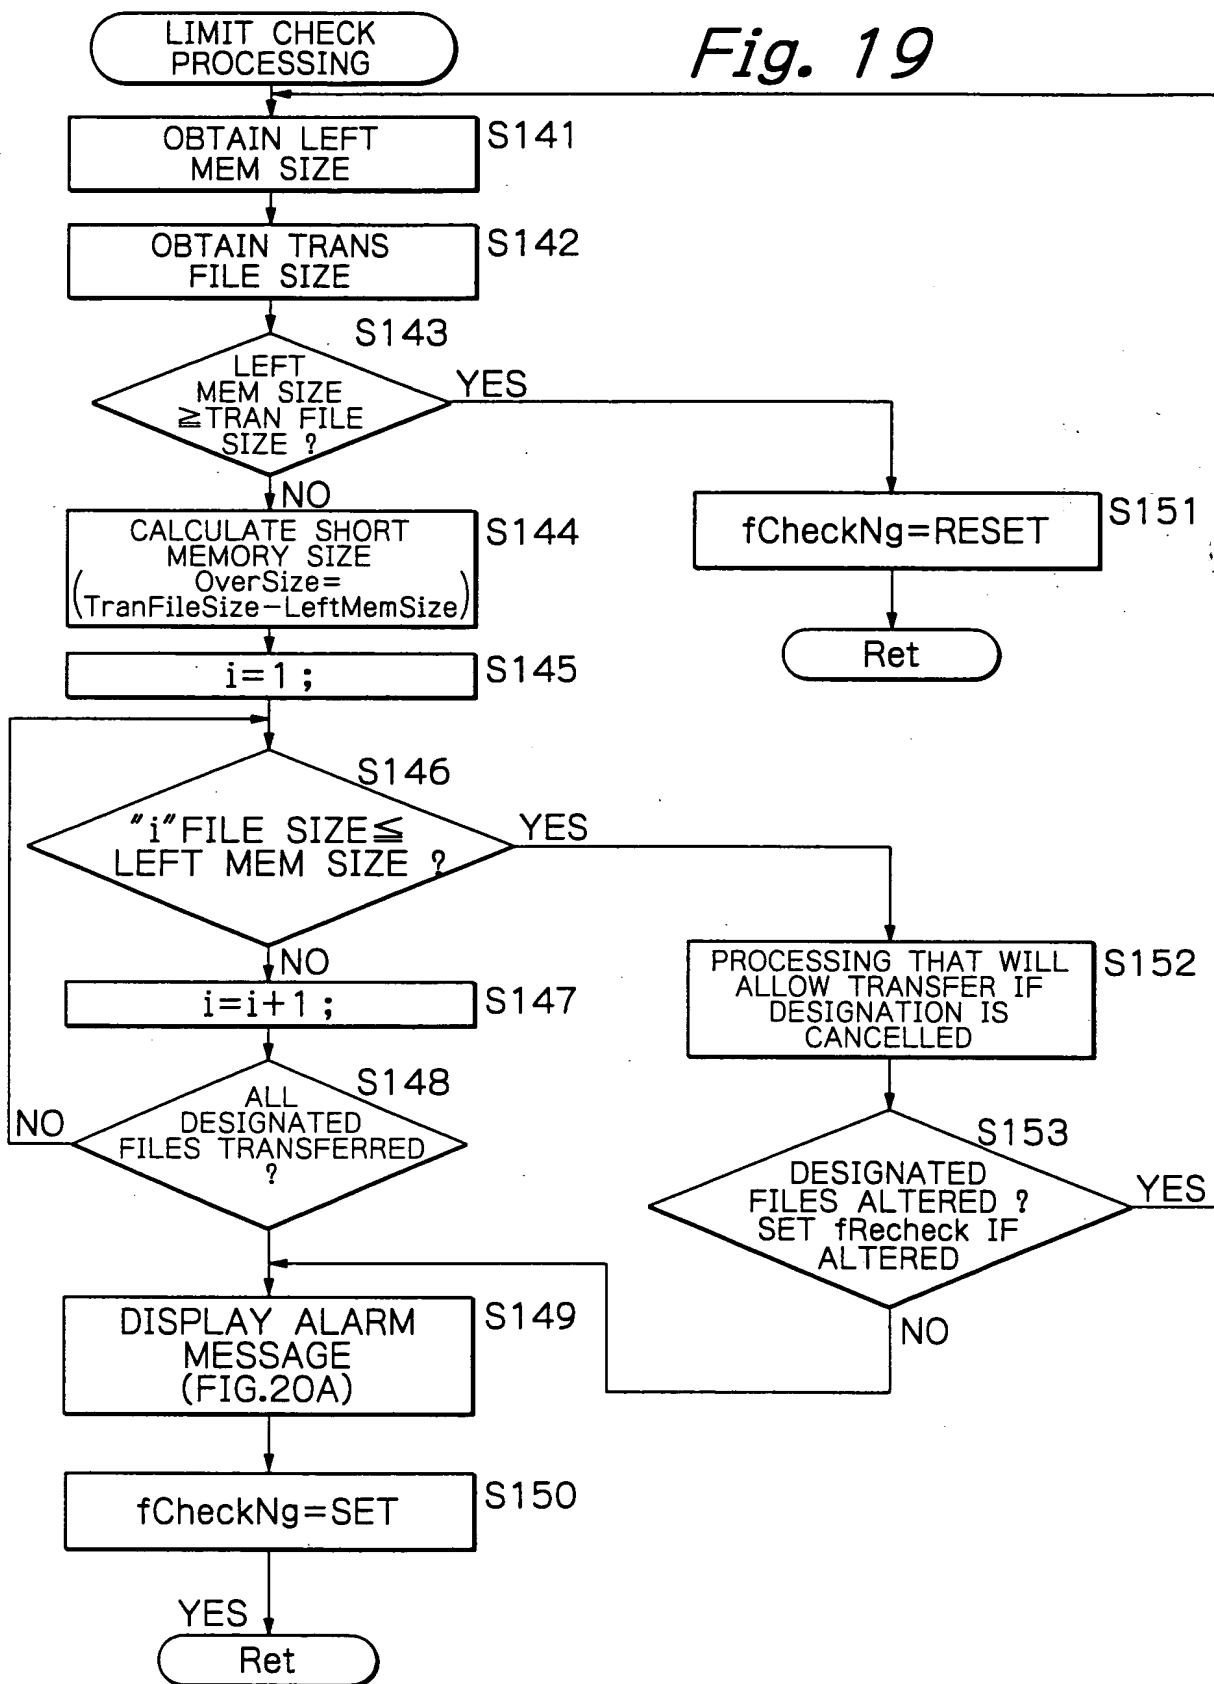 Fig. 19
LIMIT CHECK
PROCESSING
OBTAIN LEFT
MEM SIZE
S141
OBTAIN TRANS
FILE SIZE
S142
S143
LEFT
MEM SIZE
≧TRAN FILE
SIZE ?
YES
NO
CALCULATE SHORT
MEMORY SIZE
(OverSize=
TranFileSize-LeftMemSize)
S144
fCheckNg=RESET
S151
Ret
i=1 ;
S145
S146
"i"FILE SIZE≦
LEFT MEM SIZE ?
YES
NO
i=i+1 ;
S147
PROCESSING THAT WILL
ALLOW TRANSFER IF
DESIGNATION IS
CANCELLED
S152
S148
ALL
DESIGNATED
FILES TRANSFERRED
?
NO
S153
DESIGNATED
FILES ALTERED ?
SET fRecheck IF
ALTERED
YES
NO
DISPLAY ALARM
MESSAGE
(FIG.20A)
S149
fCheckNg=SET
S150
YES
Ret